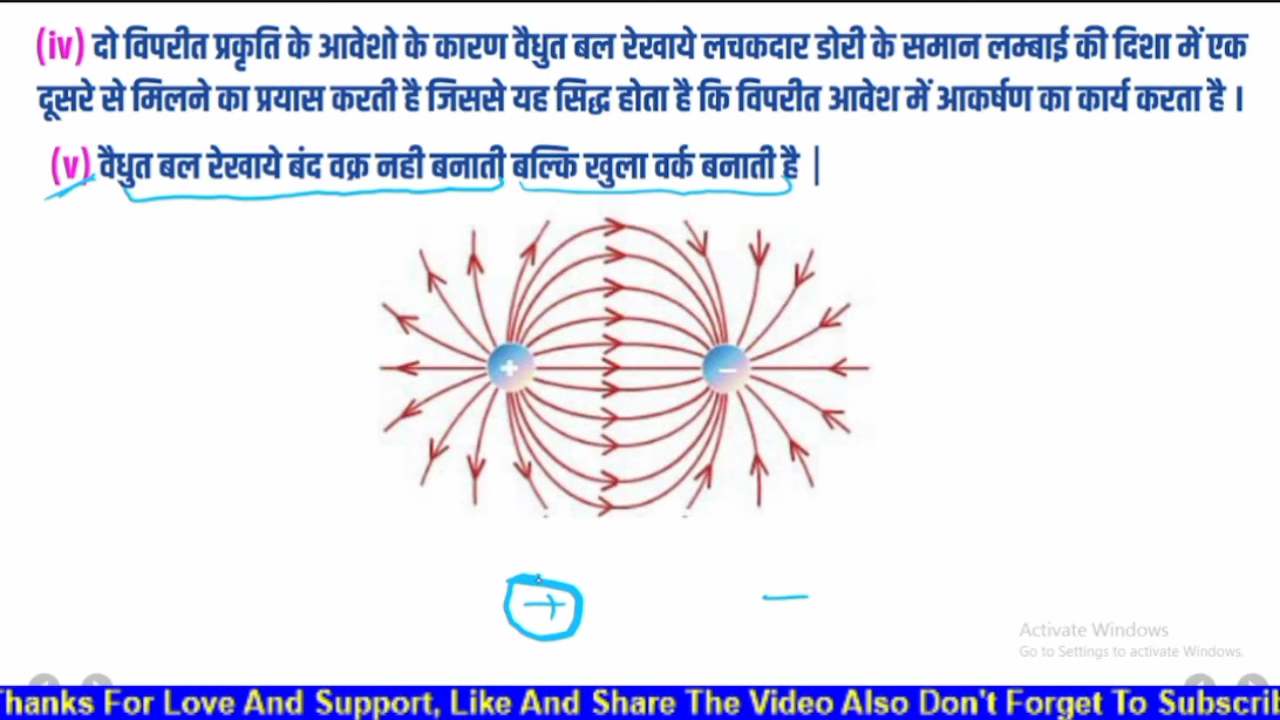 (iv) दो विपरीत प्रकृति के आवेशो के कारण वैधुत बल रेखाये लचकदार डोरी के समान लम्बाई की दिशा में एक
दूसरे से मिलने का प्रयास करती है जिससे यह सिद्ध होता है कि विपरीत आवेश में आकर्षण का कार्य करता है ।
(v) वैधुत बल रेखाये बंद वक्र नही बनाती बल्कि खुला वर्क बनाती है |
+ −
+ −
Activate Windows
Go to Settings to activate Windows.
Thanks For Love And Support, Like And Share The Video Also Don't Forget To Subscrib